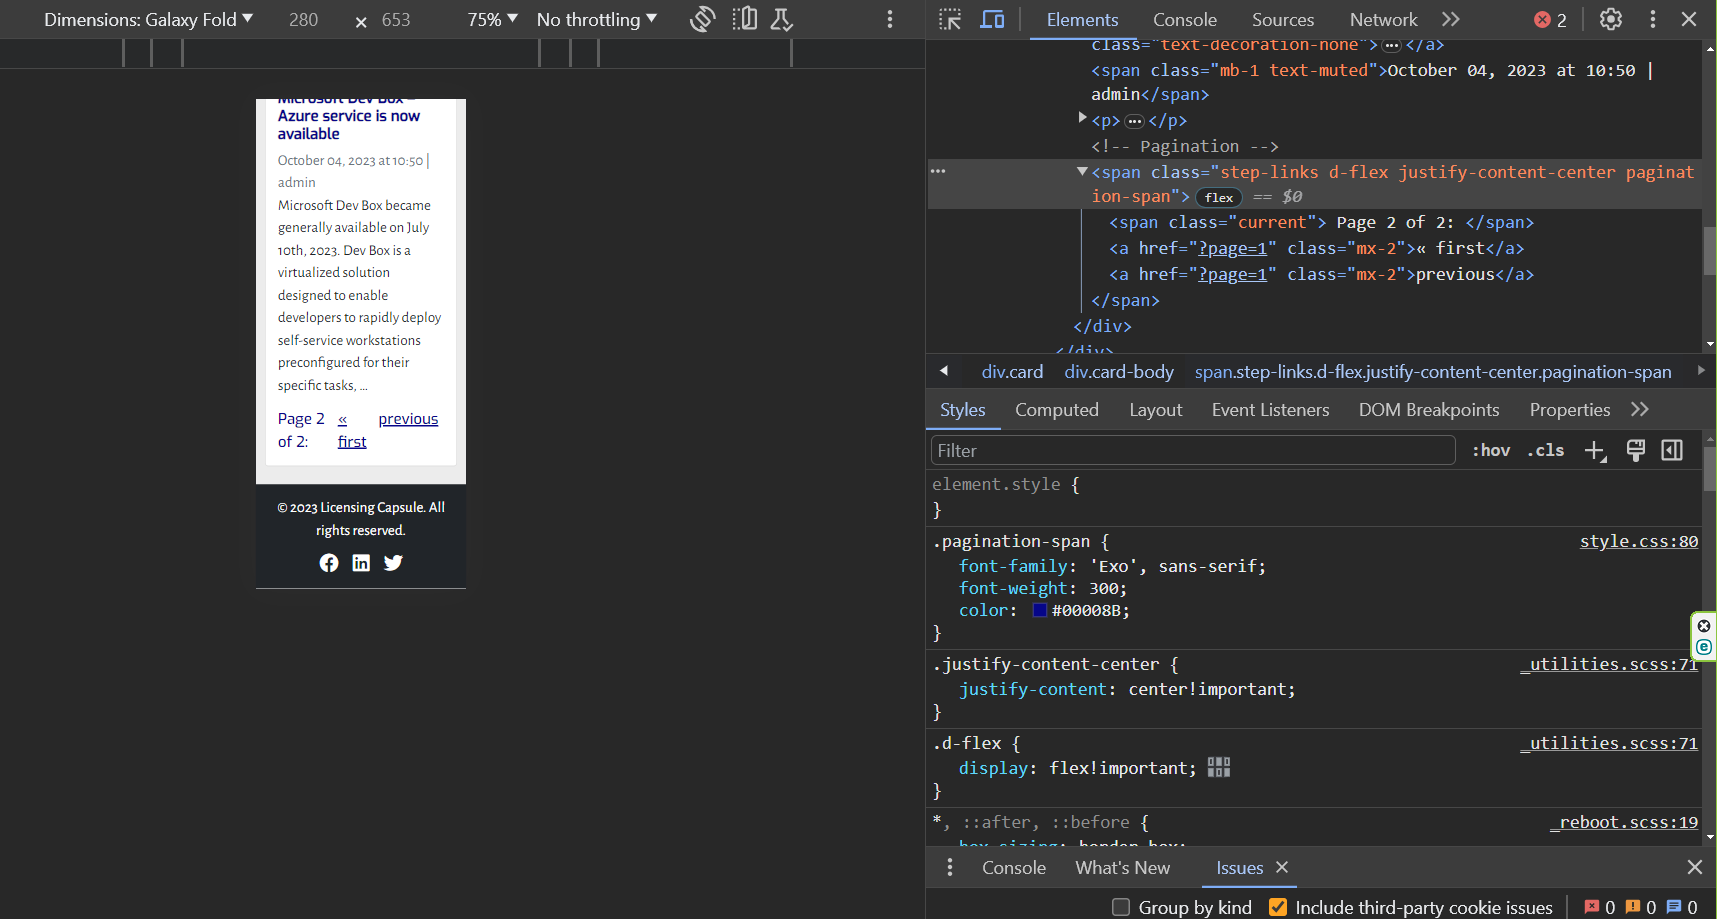 Dimensions: Galaxy Fold ▼ 280 × 653 75% ▼ No throttling ▼
Elements Console Sources Network 2
Microsoft Dev Box –
Azure service is now
available
October 04, 2023 at 10:50 |
admin
Microsoft Dev Box became
generally available on July
10th, 2023. Dev Box is a
virtualized solution
designed to enable
developers to rapidly deploy
self-service workstations
preconfigured for their
specific tasks, ...
Page 2 « previous
of 2: first
© 2023 Licensing Capsule. All
rights reserved.
class="text-decoration-none">…</a>
<span class="mb-1 text-muted">October 04, 2023 at 10:50 |
admin</span>
<p>…</p>
<!-- Pagination -->
<span class="step-links d-flex justify-content-center paginat
ion-span"> flex == $0
<span class="current"> Page 2 of 2: </span>
<a href="?page=1" class="mx-2">« first</a>
<a href="?page=1" class="mx-2">previous</a>
</span>
</div>
</div>
div.card div.card-body span.step-links.d-flex.justify-content-center.pagination-span
Styles Computed Layout Event Listeners DOM Breakpoints Properties
Filter :hov .cls
element.style {
}
.pagination-span { style.css:80
font-family: 'Exo', sans-serif;
font-weight: 300;
color: #00008B;
}
.justify-content-center { _utilities.scss:71
justify-content: center!important;
}
.d-flex { _utilities.scss:71
display: flex!important;
}
*, ::after, ::before { _reboot.scss:19
box-sizing: border-box;
Console What's New Issues
Group by kind Include third-party cookie issues 0 0 0